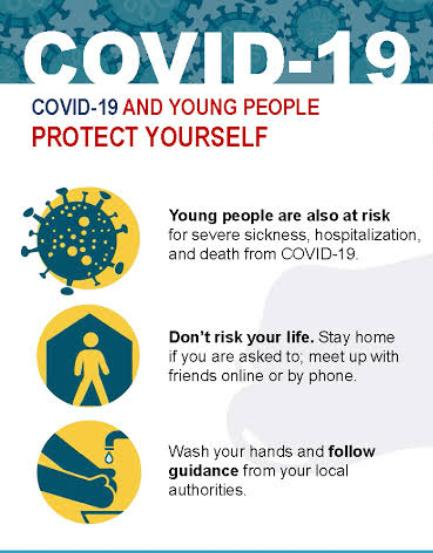 COVID-19
COVID-19 AND YOUNG PEOPLE
PROTECT YOURSELF
Young people are also at risk
for severe sickness, hospitalization,
and death from COVID-19.
Don't risk your life. Stay home
if you are asked to; meet up with
friends online or by phone.
Wash your hands and follow
guidance from your local
authorities.